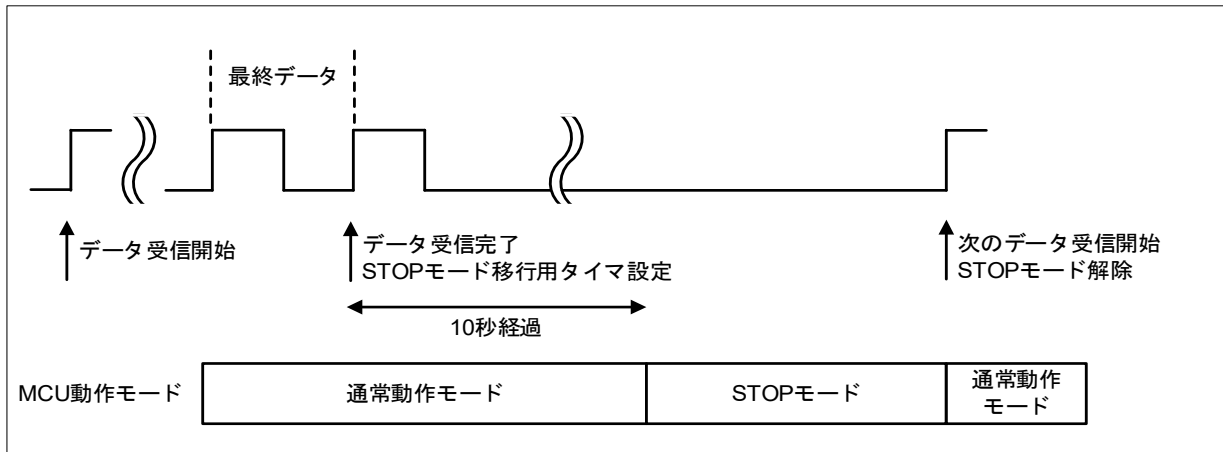 最終データ
データ受信開始
データ受信完了
STOPモード移行用タイマ設定
次のデータ受信開始
STOPモード解除
10秒経過
MCU動作モード
通常動作モード
STOPモード
通常動作
モード